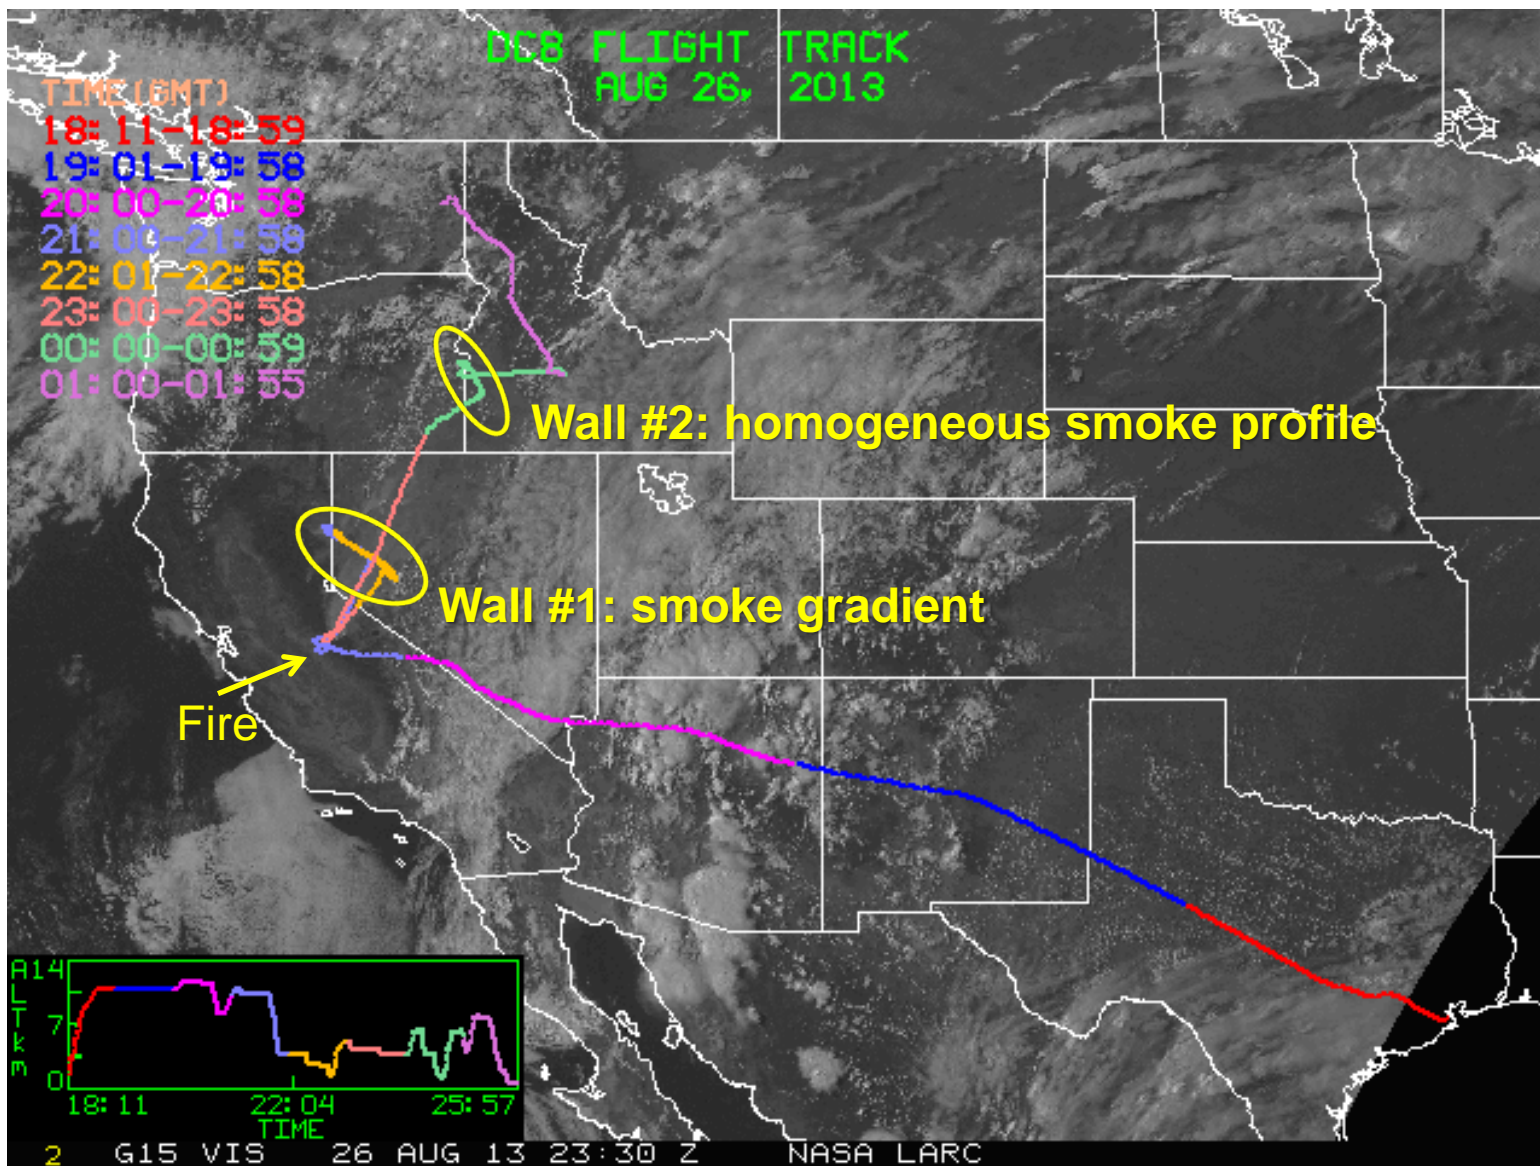 DC8 FLIGHT TRACK
AUG 26, 2013
TIME(GMT)
18:11-18:59
19:01-19:58
20:00-20:58
21:00-21:58
22:01-22:58
23:00-23:58
00:00-00:59
01:00-01:55
Wall #2: homogeneous smoke profile
Wall #1: smoke gradient
Fire
ALT km
14
7
0
18:11 22:04 25:57
TIME
2 G15 VIS 26 AUG 13 23:30 Z NASA LARC